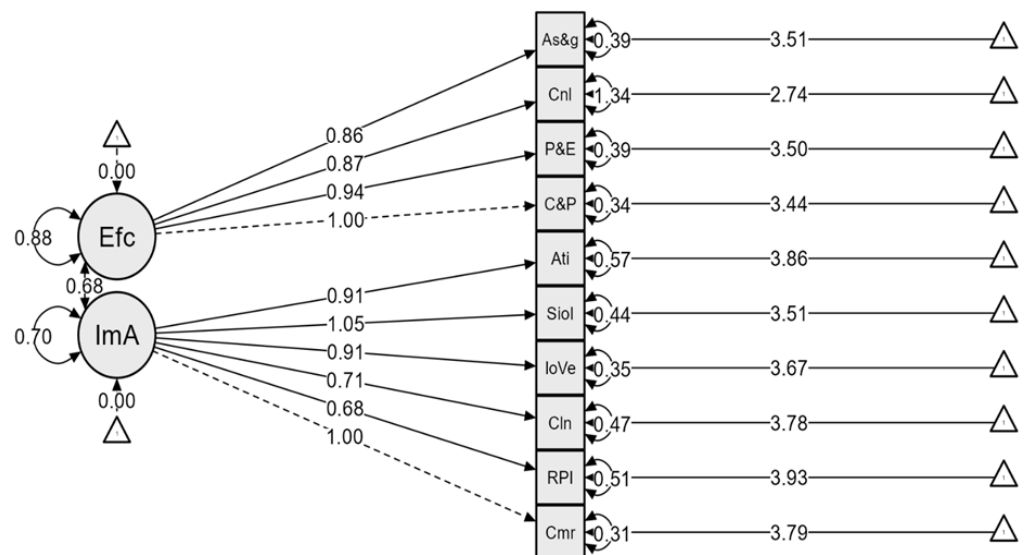 As&g 0.39 3.51
Cnl 1.34 2.74
0.86
0.00
0.87
P&E 0.39 3.50
0.94
1.00
C&P 0.34 3.44
0.88 Efc
Ati 0.57 3.86
0.68
0.91
1.05
Siol 0.44 3.51
0.70 ImA
0.91
0.71
IoVe 0.35 3.67
0.68
0.00
Cln 0.47 3.78
1.00
RPI 0.51 3.93
Cmr 0.31 3.79